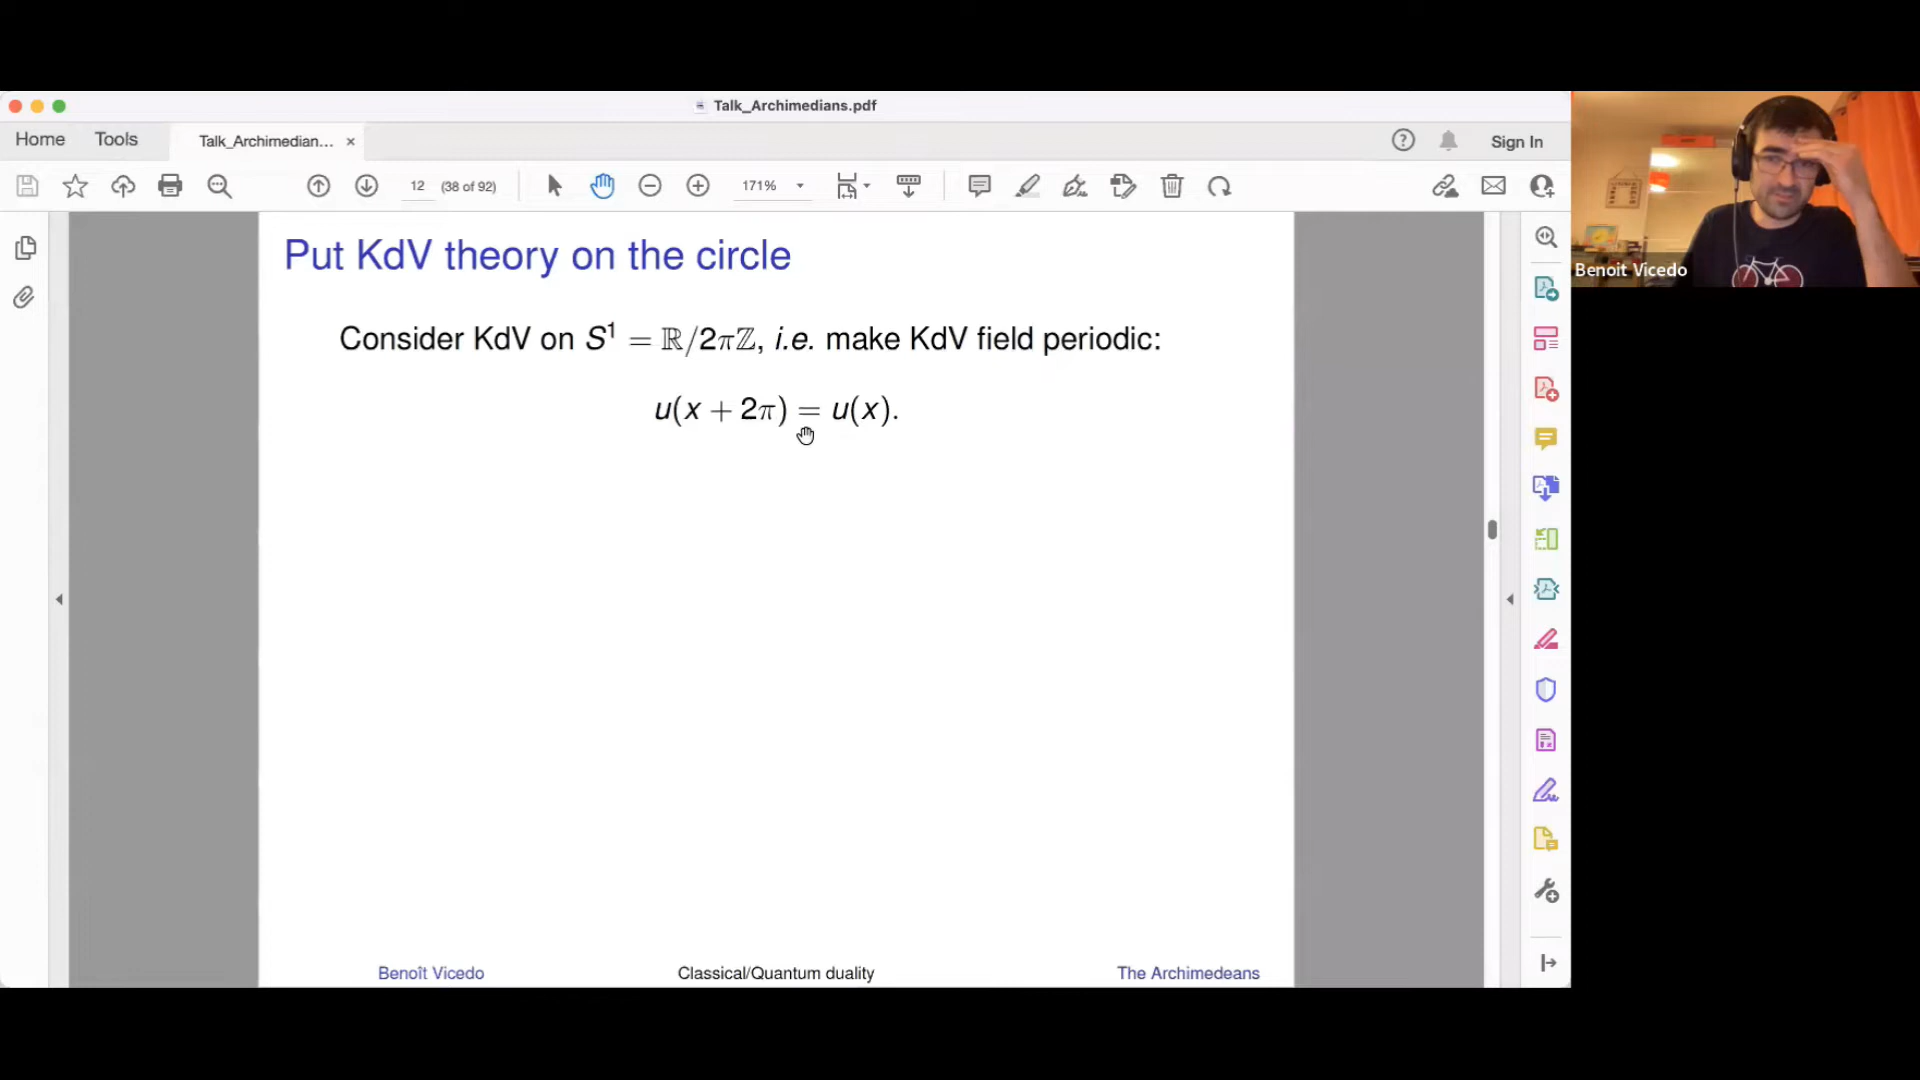 Talk_Archimedians.pdf
Home Tools Talk_Archimedian... × Sign In
12 (38 of 92) 171%
Put KdV theory on the circle
Consider KdV on S¹ = ℝ/2πℤ, i.e. make KdV field periodic:
u(x + 2π) = u(x).
Benoit Vicedo
Benoît Vicedo Classical/Quantum duality The Archimedeans